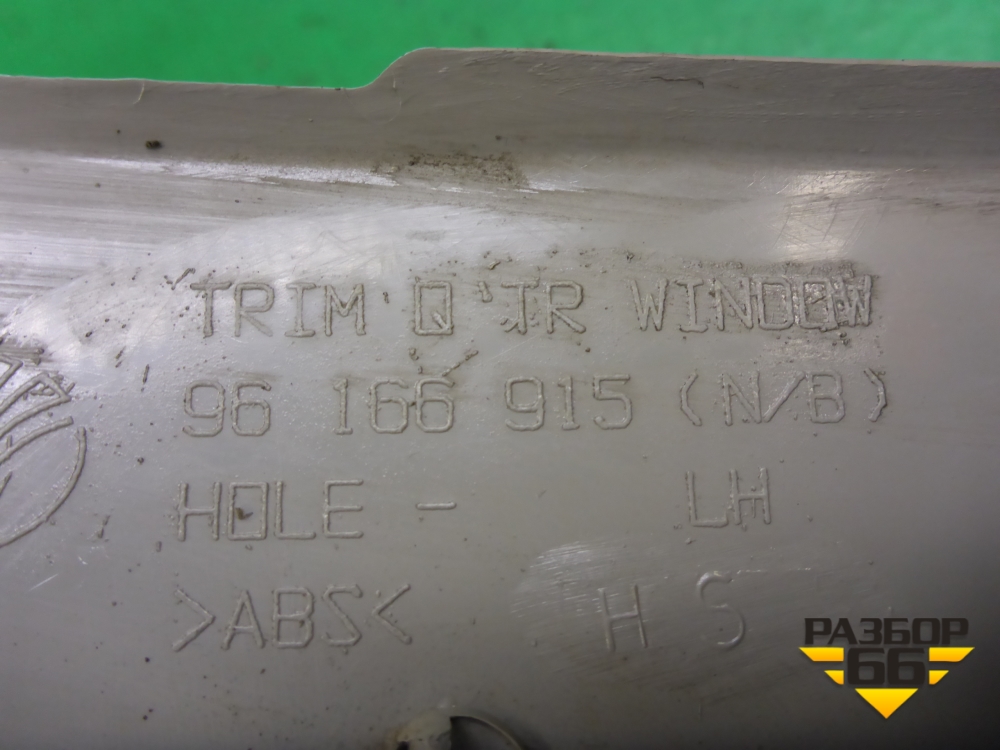 TRIM Q'TR WINDOW
96 166 915 (N/B)
HOLE - LH
>ABS< H S
РАЗБОР
66